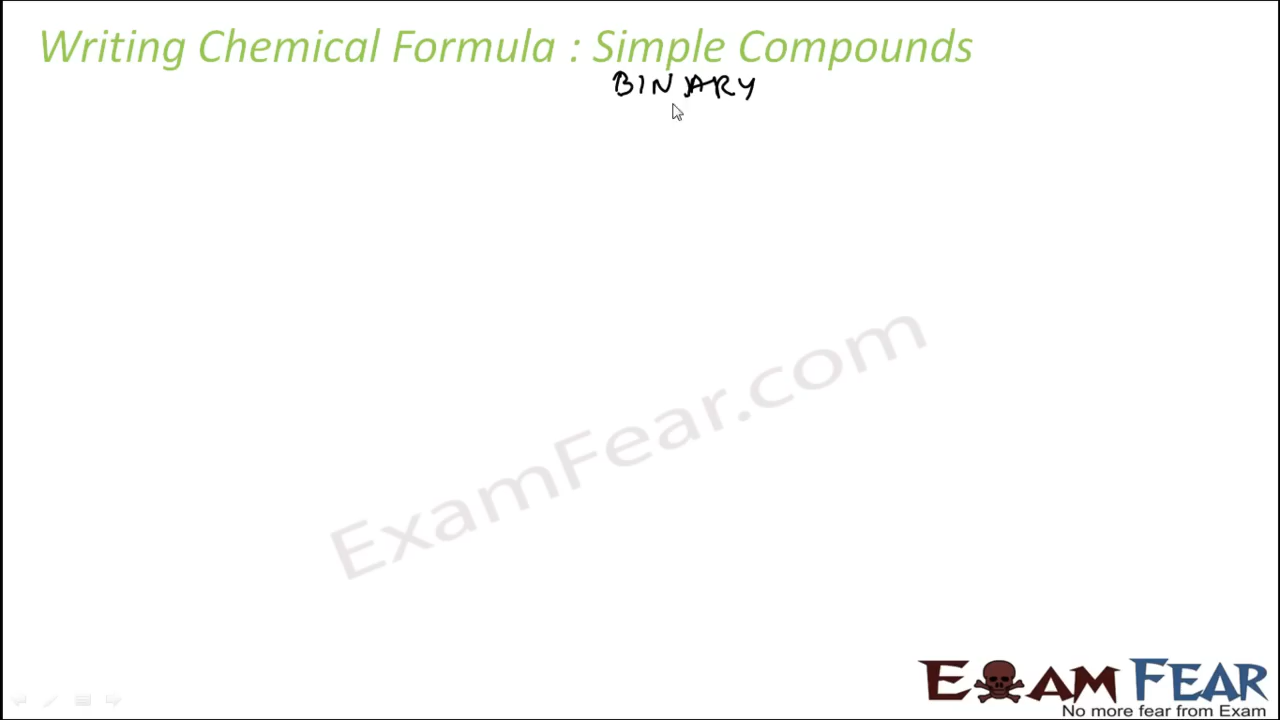 Writing Chemical Formula : Simple Compounds
BINARY
ExamFear.com
EXAM FEAR
No more fear from Exam